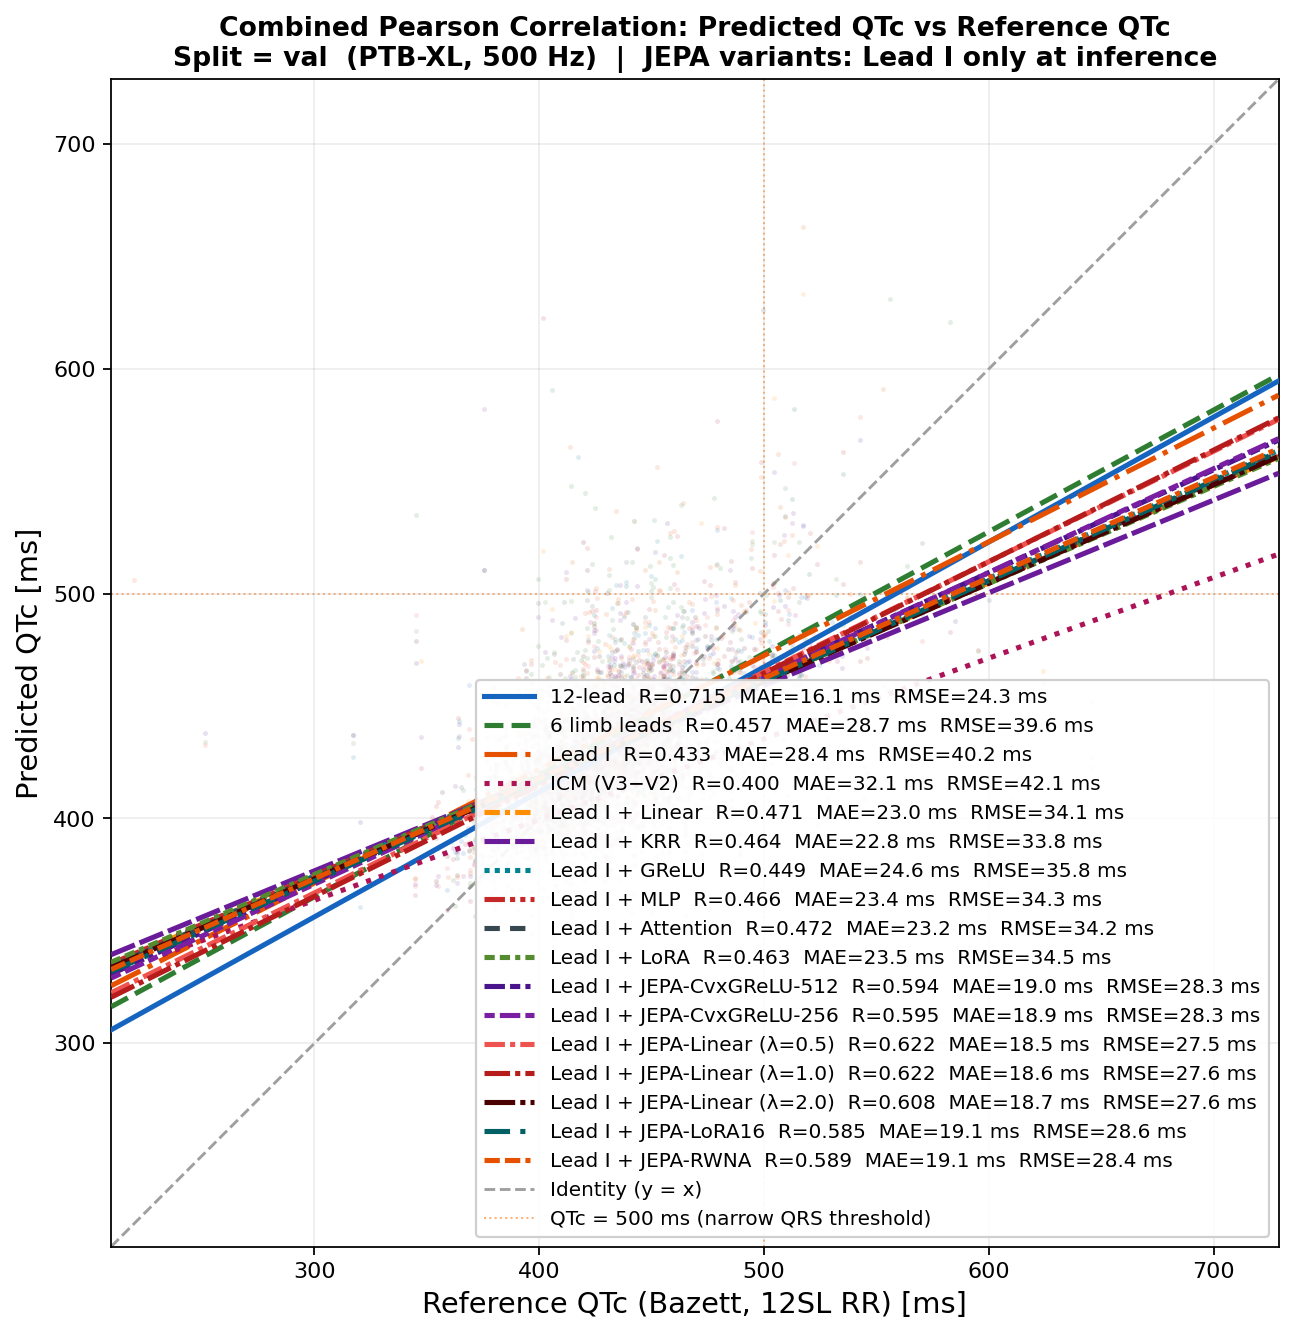 Combined Pearson Correlation: Predicted QTc vs Reference QTc
Split = val  (PTB-XL, 500 Hz)  |  JEPA variants: Lead I only at inference
700
600
500
400
300
Predicted QTc [ms]
12-lead  R=0.715  MAE=16.1 ms  RMSE=24.3 ms
6 limb leads  R=0.457  MAE=28.7 ms  RMSE=39.6 ms
Lead I  R=0.433  MAE=28.4 ms  RMSE=40.2 ms
ICM (V3−V2)  R=0.400  MAE=32.1 ms  RMSE=42.1 ms
Lead I + Linear  R=0.471  MAE=23.0 ms  RMSE=34.1 ms
Lead I + KRR  R=0.464  MAE=22.8 ms  RMSE=33.8 ms
Lead I + GReLU  R=0.449  MAE=24.6 ms  RMSE=35.8 ms
Lead I + MLP  R=0.466  MAE=23.4 ms  RMSE=34.3 ms
Lead I + Attention  R=0.472  MAE=23.2 ms  RMSE=34.2 ms
Lead I + LoRA  R=0.463  MAE=23.5 ms  RMSE=34.5 ms
Lead I + JEPA-CvxGReLU-512  R=0.594  MAE=19.0 ms  RMSE=28.3 ms
Lead I + JEPA-CvxGReLU-256  R=0.595  MAE=18.9 ms  RMSE=28.3 ms
Lead I + JEPA-Linear (λ=0.5)  R=0.622  MAE=18.5 ms  RMSE=27.5 ms
Lead I + JEPA-Linear (λ=1.0)  R=0.622  MAE=18.6 ms  RMSE=27.6 ms
Lead I + JEPA-Linear (λ=2.0)  R=0.608  MAE=18.7 ms  RMSE=27.6 ms
Lead I + JEPA-LoRA16  R=0.585  MAE=19.1 ms  RMSE=28.6 ms
Lead I + JEPA-RWNA  R=0.589  MAE=19.1 ms  RMSE=28.4 ms
Identity (y = x)
QTc = 500 ms (narrow QRS threshold)
300 400 500 600 700
Reference QTc (Bazett, 12SL RR) [ms]